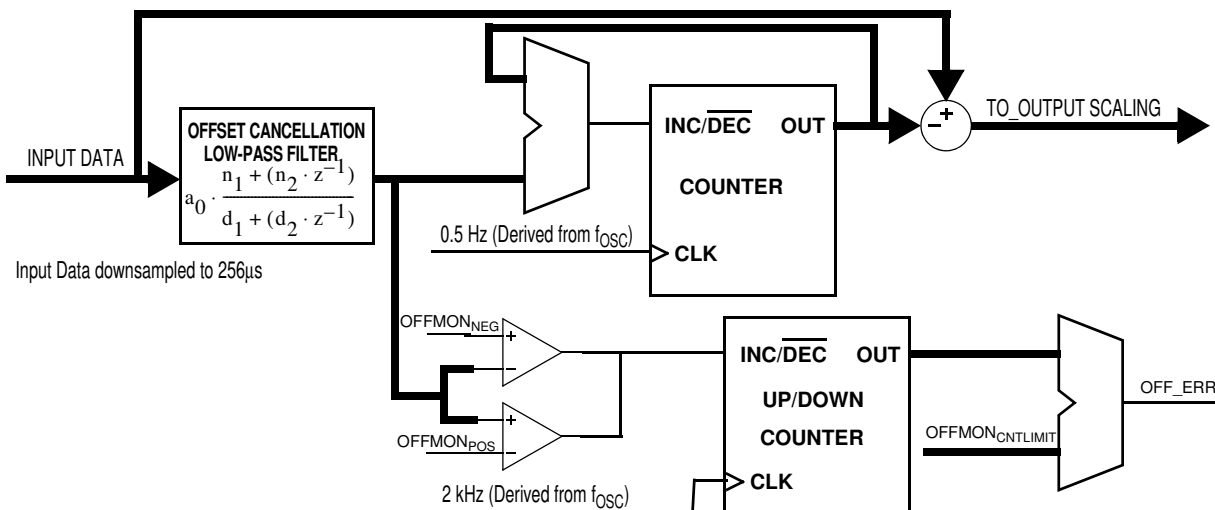 TO_OUTPUT SCALING
INPUT DATA
OFFSET CANCELLATION
LOW-PASS FILTER
a0 · n1 + (n2 · z−1)
d1 + (d2 · z−1)
INC/DEC OUT
COUNTER
CLK
0.5 Hz (Derived from fOSC)
Input Data downsampled to 256μs
OFFMONNEG
+
−
+
−
OFFMONPOS
2 kHz (Derived from fOSC)
INC/DEC OUT
UP/DOWN
COUNTER
CLK
OFFMONCNTLIMIT
OFF_ERR
− +